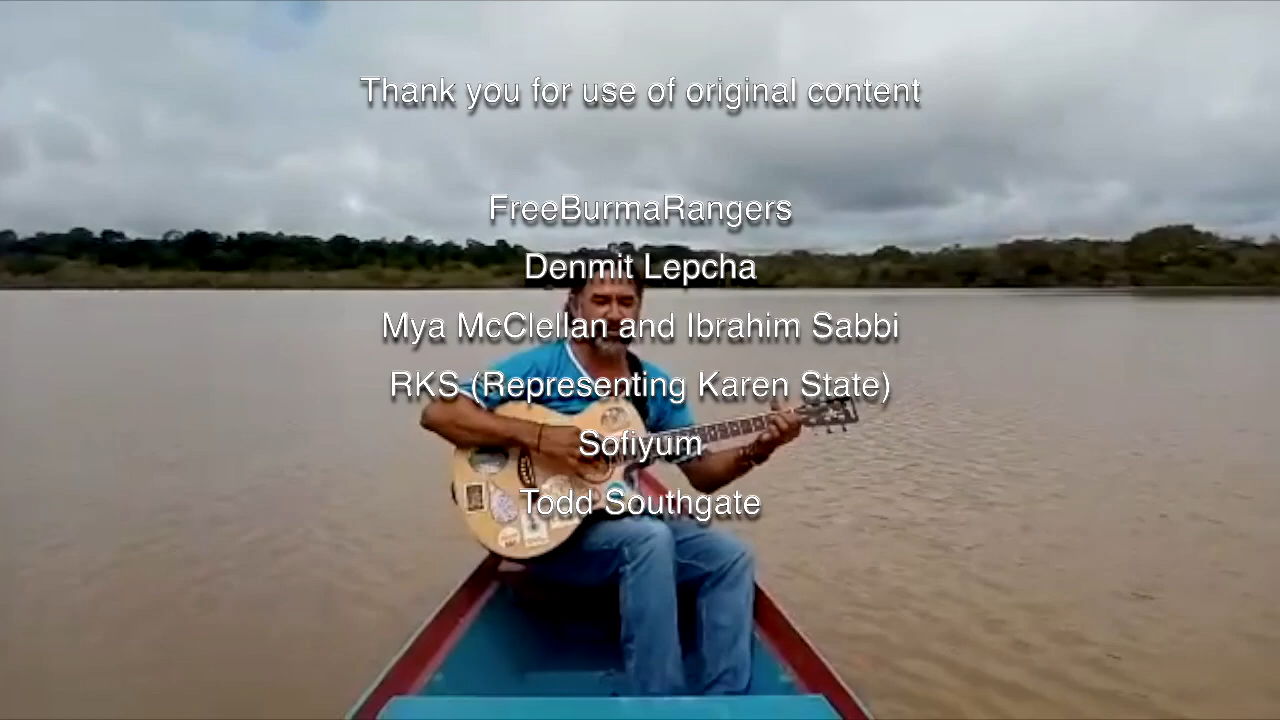 Thank you for use of original content
FreeBurmaRangers
Denmit Lepcha
Mya McClellan and Ibrahim Sabbi
RKS (Representing Karen State)
Sofiyum
Todd Southgate